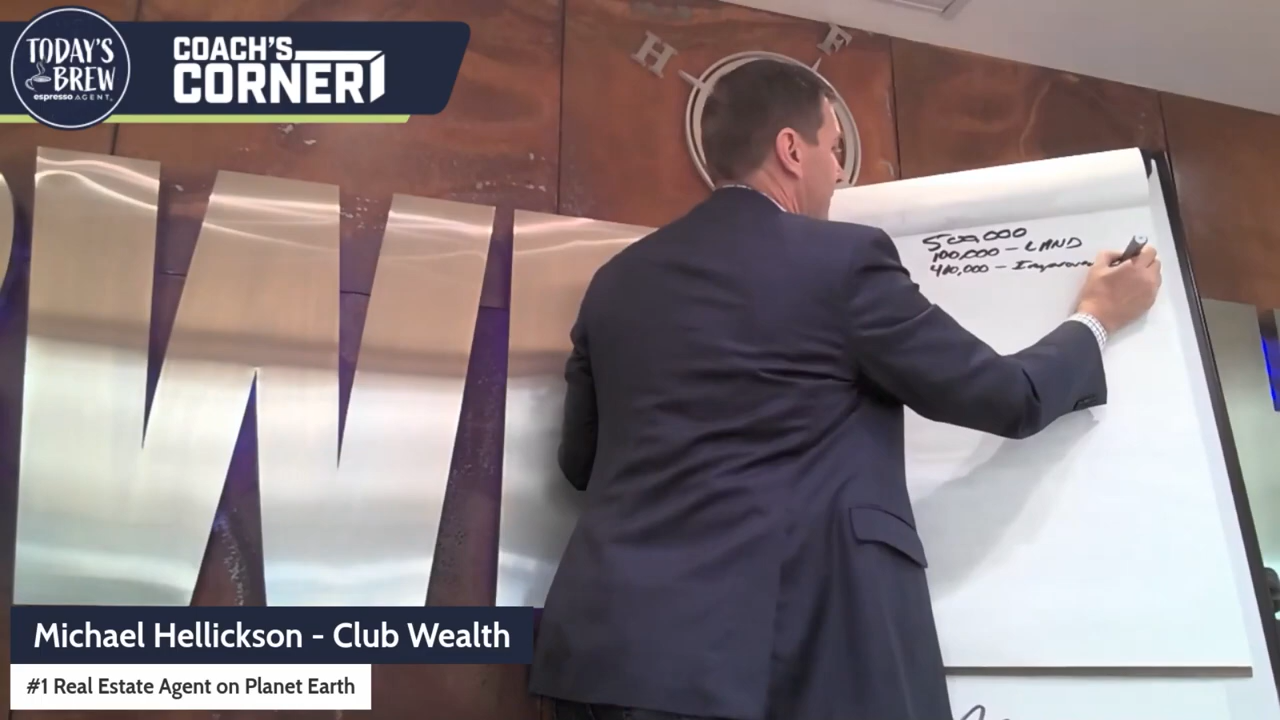 TODAY'S
BREW
espresso AGENT
COACH'S
CORNER
H F
W
500,000
100,000 - LAND
400,000 - Improvem
Michael Hellickson - Club Wealth
#1 Real Estate Agent on Planet Earth